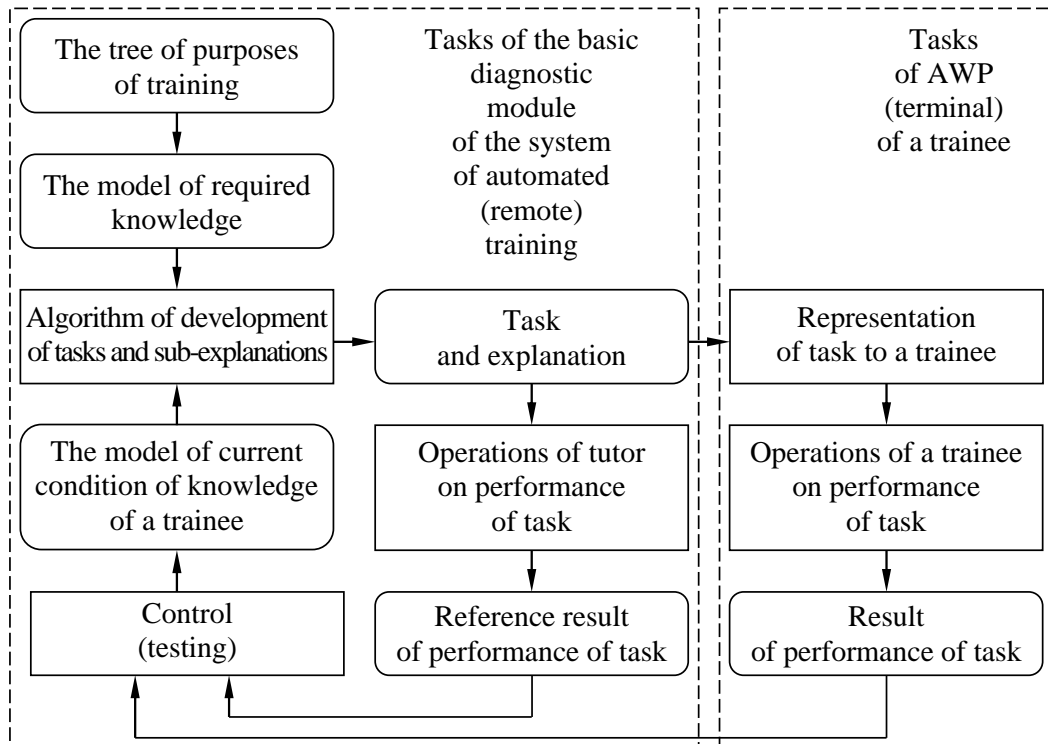 The tree of purposes
of training
Tasks of the basic
diagnostic
module
of the system
of automated
(remote)
training
Tasks
of AWP
(terminal)
of a trainee
The model of required
knowledge
Algorithm of development
of tasks and sub-explanations
Task
and explanation
Representation
of task to a trainee
The model of current
condition of knowledge
of a trainee
Operations of tutor
on performance
of task
Operations of a trainee
on performance
of task
Control
(testing)
Reference result
of performance of task
Result
of performance of task